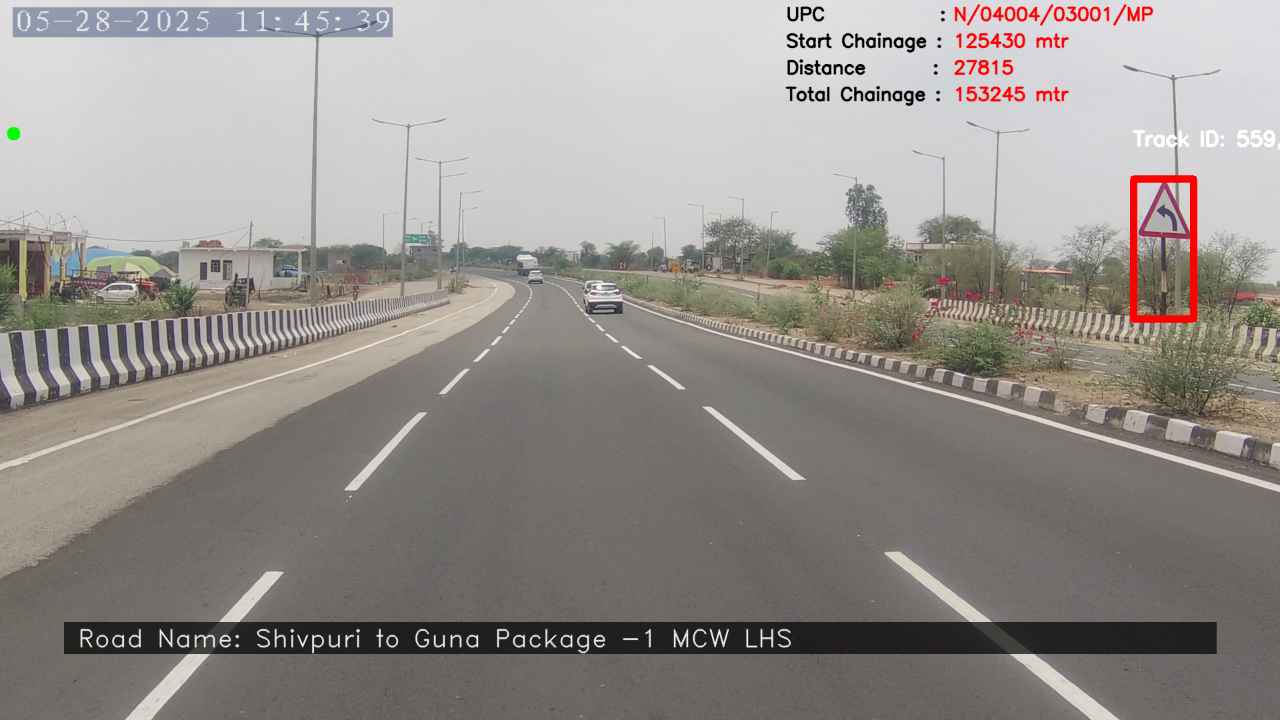 05-28-2025 11:45:39
UPC : N/04004/03001/MP
Start Chainage : 125430 mtr
Distance : 27815
Total Chainage : 153245 mtr
Track ID: 559,
Road Name: Shivpuri to Guna Package -1 MCW LHS